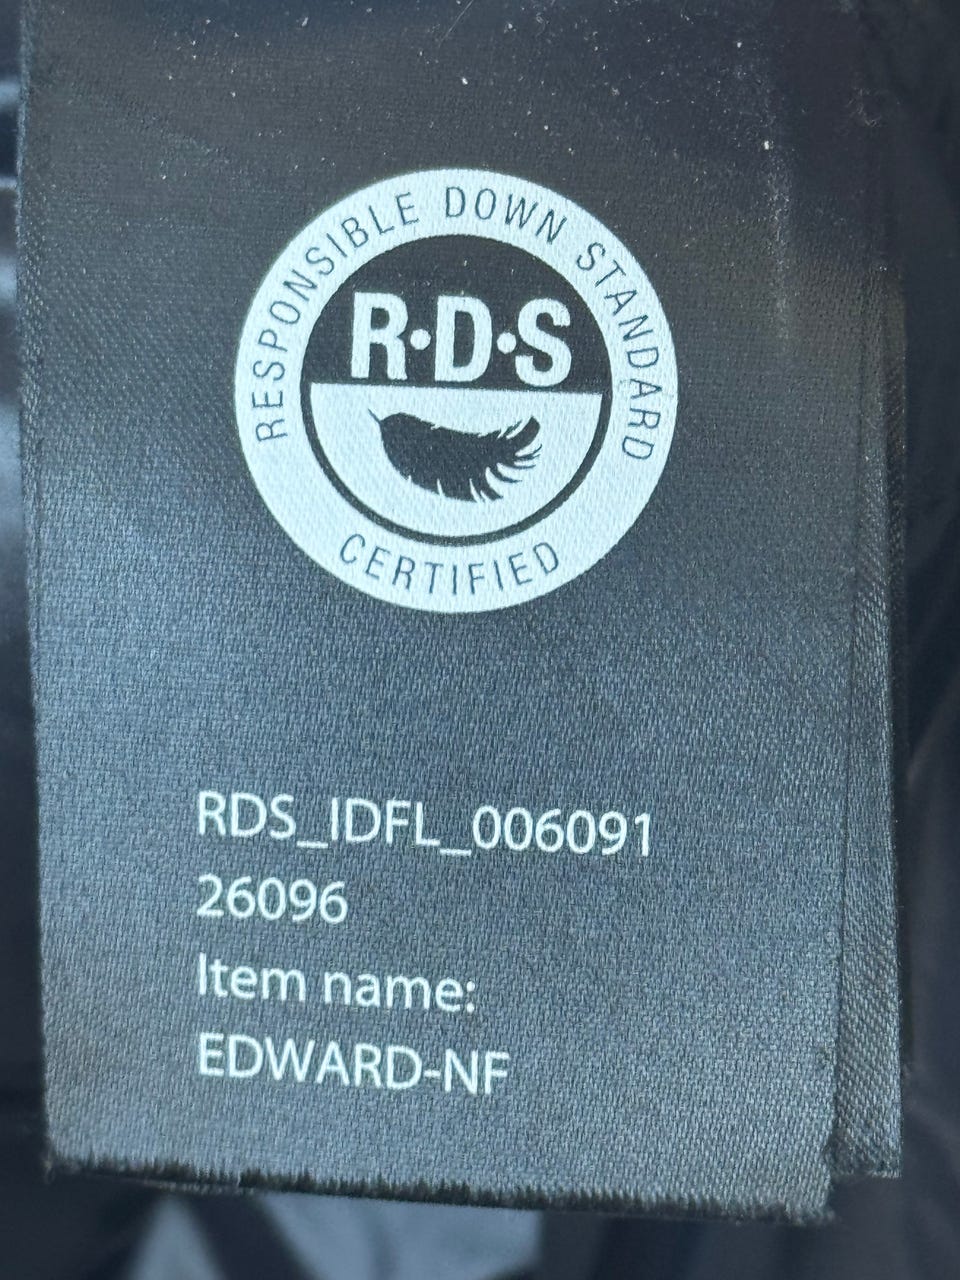 RESPONSIBLE DOWN STANDARD
R·D·S
CERTIFIED
RDS_IDFL_006091
26096
Item name:
EDWARD-NF